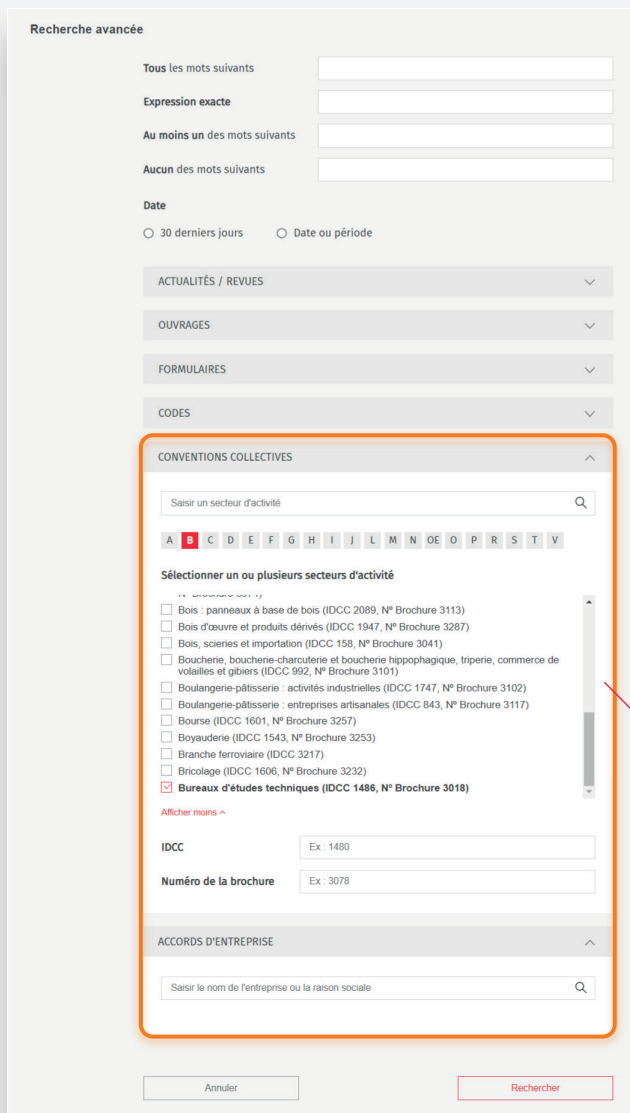 Recherche avancée
Tous les mots suivants
Expression exacte
Au moins un des mots suivants
Aucun des mots suivants
Date
30 derniers jours Date ou période
ACTUALITÉS / REVUES
OUVRAGES
FORMULAIRES
CODES
CONVENTIONS COLLECTIVES
Saisir un secteur d'activité
A B C D E F G H I J L M N OE O P R S T V
Sélectionner un ou plusieurs secteurs d'activité
Bois : panneaux à base de bois (IDCC 2089, Nº Brochure 3113)
Bois d'œuvre et produits dérivés (IDCC 1947, Nº Brochure 3287)
Bois, scieries et importation (IDCC 158, Nº Brochure 3041)
Boucherie, boucherie-charcuterie et boucherie hippophagique, triperie, commerce de
volailles et gibiers (IDCC 992, Nº Brochure 3101)
Boulangerie-pâtisserie : activités industrielles (IDCC 1747, Nº Brochure 3102)
Boulangerie-pâtisserie : entreprises artisanales (IDCC 843, Nº Brochure 3117)
Bourse (IDCC 1601, Nº Brochure 3257)
Boyauderie (IDCC 1543, Nº Brochure 3253)
Branche ferroviaire (IDCC 3217)
Bricolage (IDCC 1606, Nº Brochure 3232)
Bureaux d'études techniques (IDCC 1486, Nº Brochure 3018)
Afficher moins
IDCC Ex : 1480
Numéro de la brochure Ex : 3078
ACCORDS D'ENTREPRISE
Saisir le nom de l'entreprise ou la raison sociale
Annuler Rechercher